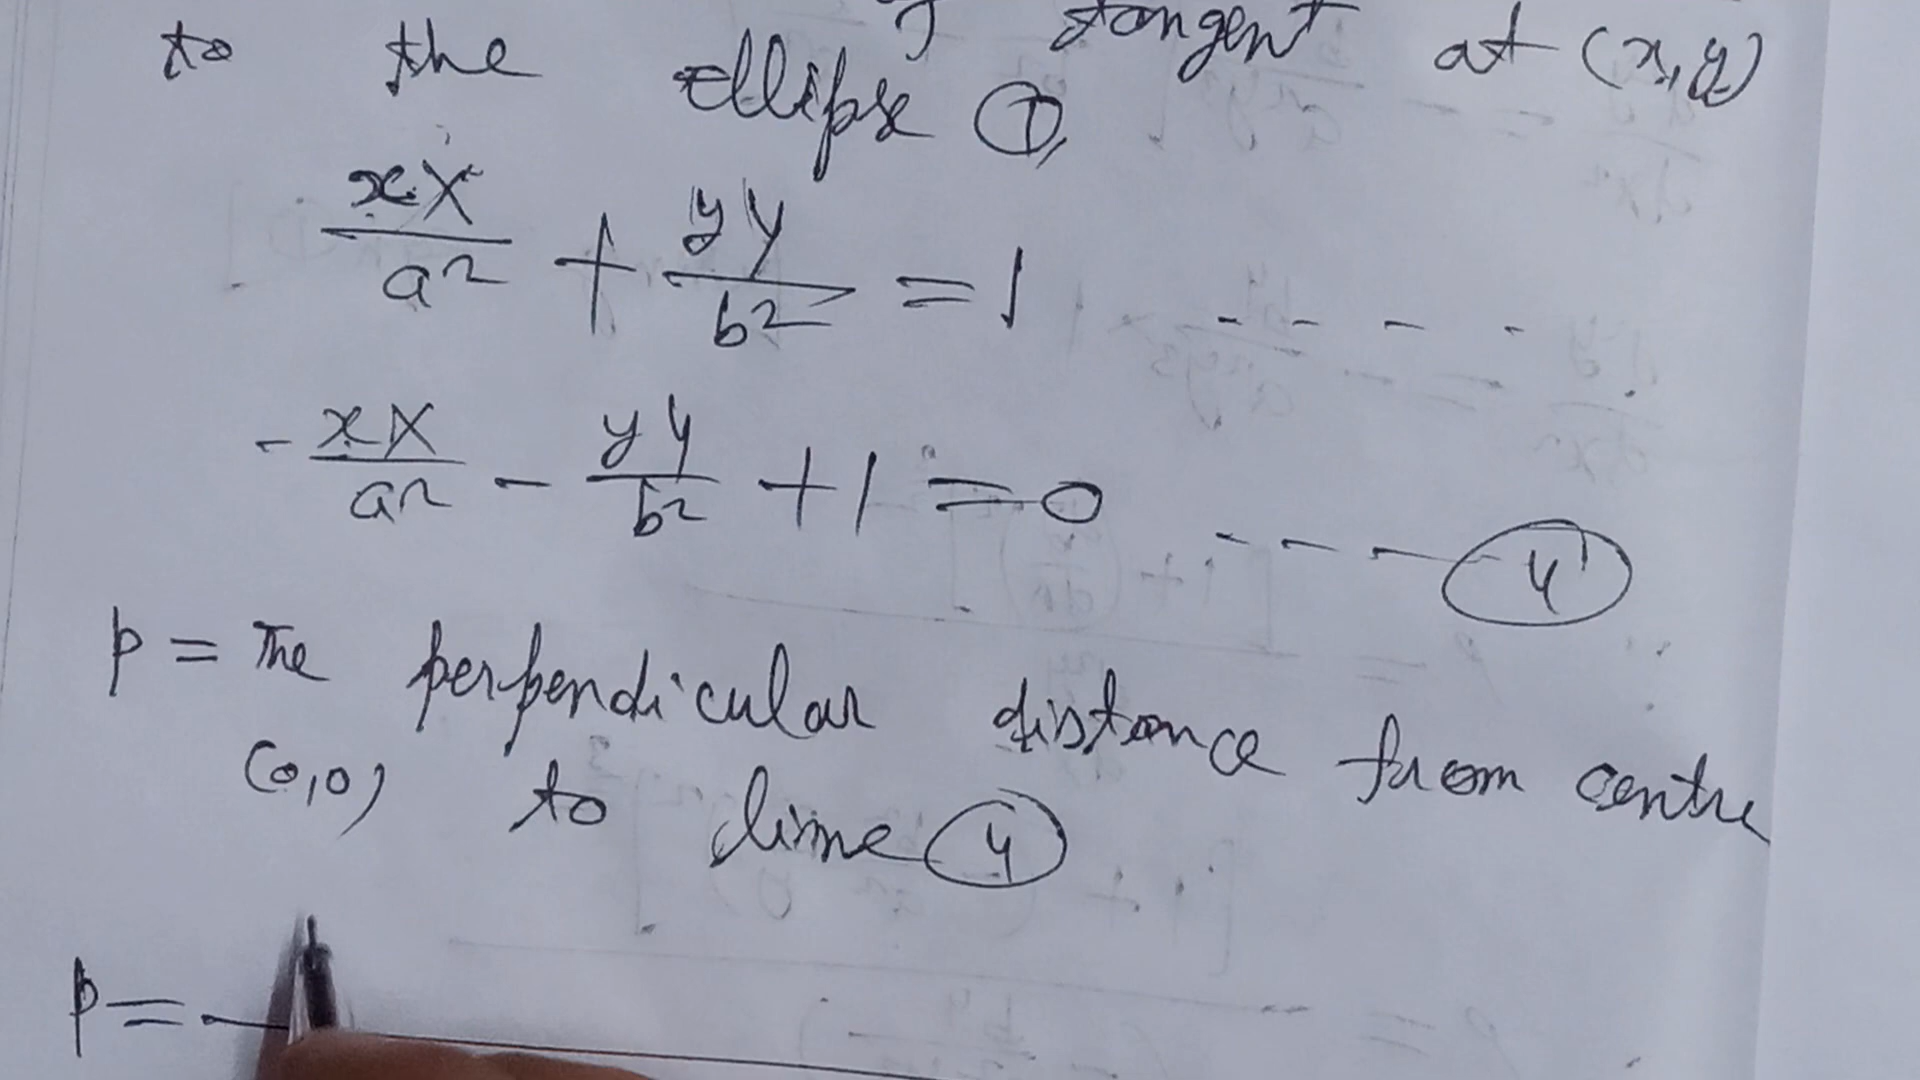 tangent at (x,y)
to the ellipse ①,
xX/a² + yY/b² = 1 - - - -
-xX/a² - yY/b² + 1 = 0 - - - ④
p = The perpendicular distance from centre
(0,0) to line ④
p =